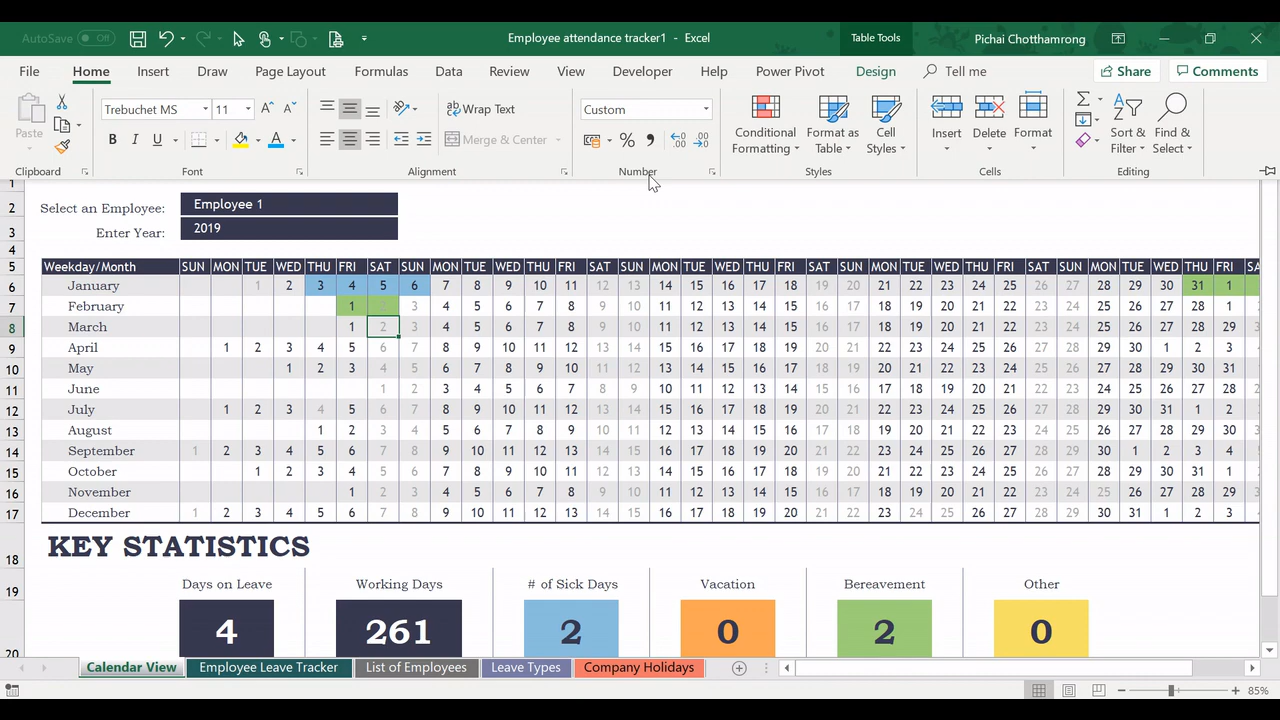 AutoSave Off Employee attendance tracker1 - Excel Table Tools Pichai Chotthamrong
File Home Insert Draw Page Layout Formulas Data Review View Developer Help Power Pivot Design Tell me Share Comments
Paste Trebuchet MS 11 A A ab Wrap Text Custom Conditional Formatting Format as Table Cell Styles Insert Delete Format Sort & Filter Find & Select
B I U A Merge & Center % ,
Clipboard Font Alignment Number Styles Cells Editing
1
2 Select an Employee: Employee 1
3 Enter Year: 2019
4
5 Weekday/Month SUN MON TUE WED THU FRI SAT SUN MON TUE WED THU FRI SAT SUN MON TUE WED THU FRI SAT SUN MON TUE WED THU FRI SAT SUN MON TUE WED THU FRI SA
6 January 1 2 3 4 5 6 7 8 9 10 11 12 13 14 15 16 17 18 19 20 21 22 23 24 25 26 27 28 29 30 31 1
7 February 1 2 3 4 5 6 7 8 9 10 11 12 13 14 15 16 17 18 19 20 21 22 23 24 25 26 27 28 1
8 March 1 2 3 4 5 6 7 8 9 10 11 12 13 14 15 16 17 18 19 20 21 22 23 24 25 26 27 28 29
9 April 1 2 3 4 5 6 7 8 9 10 11 12 13 14 15 16 17 18 19 20 21 22 23 24 25 26 27 28 29 30 1 2 3
10 May 1 2 3 4 5 6 7 8 9 10 11 12 13 14 15 16 17 18 19 20 21 22 23 24 25 26 27 28 29 30 31
11 June 1 2 3 4 5 6 7 8 9 10 11 12 13 14 15 16 17 18 19 20 21 22 23 24 25 26 27 28
12 July 1 2 3 4 5 6 7 8 9 10 11 12 13 14 15 16 17 18 19 20 21 22 23 24 25 26 27 28 29 30 31 1 2
13 August 1 2 3 4 5 6 7 8 9 10 11 12 13 14 15 16 17 18 19 20 21 22 23 24 25 26 27 28 29 30
14 September 1 2 3 4 5 6 7 8 9 10 11 12 13 14 15 16 17 18 19 20 21 22 23 24 25 26 27 28 29 30 1 2 3 4
15 October 1 2 3 4 5 6 7 8 9 10 11 12 13 14 15 16 17 18 19 20 21 22 23 24 25 26 27 28 29 30 31 1
16 November 1 2 3 4 5 6 7 8 9 10 11 12 13 14 15 16 17 18 19 20 21 22 23 24 25 26 27 28 29
17 December 1 2 3 4 5 6 7 8 9 10 11 12 13 14 15 16 17 18 19 20 21 22 23 24 25 26 27 28 29 30 31 1 2 3
18 KEY STATISTICS
19 Days on Leave Working Days # of Sick Days Vacation Bereavement Other
20 4 261 2 0 2 0
Calendar View Employee Leave Tracker List of Employees Leave Types Company Holidays
85%